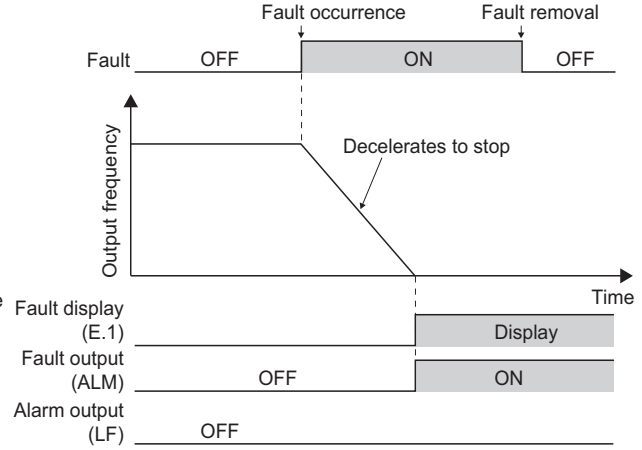 Fault occurrence
Fault removal
Fault
OFF
ON
OFF
Output frequency
Decelerates to stop
Time
e
Fault display
(E.1)
Display
Fault output
(ALM)
OFF
ON
Alarm output
(LF)
OFF